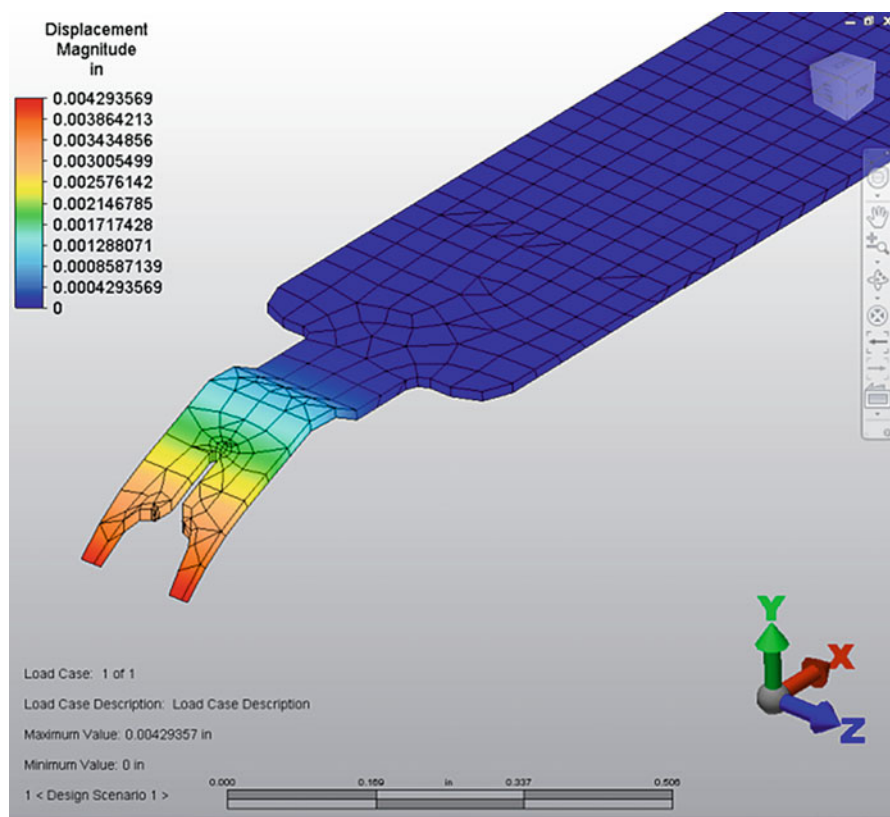 Displacement
Magnitude
in
0.004293569
0.003864213
0.003434856
0.003005499
0.002576142
0.002146785
0.001717428
0.001288071
0.0008587139
0.0004293569
0
Y
X
Z
Load Case: 1 of 1
Load Case Description: Load Case Description
Maximum Value: 0.00429357 in
Minimum Value: 0 in
1 < Design Scenario 1 >
0.000 0.169 in 0.337 0.506